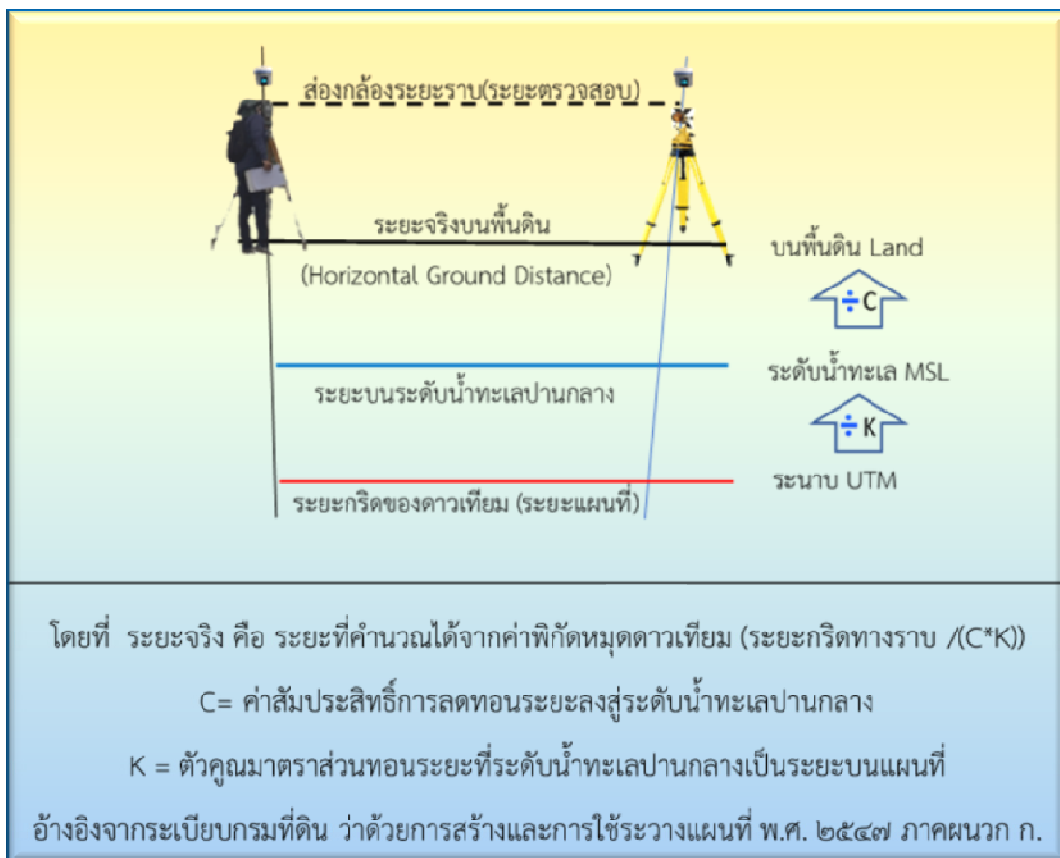 ส่องกล้องระยะราบ(ระยะตรวจสอบ)
ระยะจริงบนพื้นดิน
(Horizontal Ground Distance)
บนพื้นดิน Land
÷ C
ระดับน้ำทะเล MSL
ระยะบนระดับน้ำทะเลปานกลาง
÷ K
ระนาบ UTM
ระยะกริดของดาวเทียม (ระยะแผนที่)
โดยที่ ระยะจริง คือ ระยะที่คำนวณได้จากค่าพิกัดหมุดดาวเทียม (ระยะกริดทางราบ /(C*K))
C= ค่าสัมประสิทธิ์การลดทอนระยะลงสู่ระดับน้ำทะเลปานกลาง
K = ตัวคูณมาตราส่วนทอนระยะที่ระดับน้ำทะเลปานกลางเป็นระยะบนแผนที่
อ้างอิงจากระเบียบกรมที่ดิน ว่าด้วยการสร้างและการใช้ระวางแผนที่ พ.ศ. ๒๕๔๗ ภาคผนวก ก.